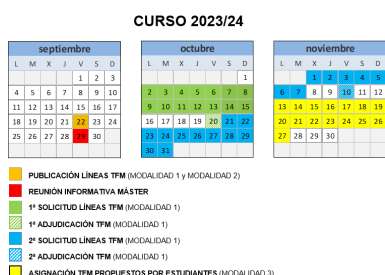 CURSO 2023/24
septiembre octubre noviembre
L M X J V S D L M X J V S D L M X J V S D
1 2 3 1 1 2 3 4 5
4 5 6 7 8 9 10 2 3 4 5 6 7 8 6 7 8 9 10 11 12
11 12 13 14 15 16 17 9 10 11 12 13 14 15 13 14 15 16 17 18 19
18 19 20 21 22 23 24 16 17 18 19 20 21 22 20 21 22 23 24 25 26
25 26 27 28 29 30 23 24 25 26 27 28 29 27 28 29 30
30 31
PUBLICACIÓN LÍNEAS TFM (MODALIDAD 1 y MODALIDAD 2)
REUNIÓN INFORMATIVA MÁSTER
1ª SOLICITUD LÍNEAS TFM (MODALIDAD 1)
1ª ADJUDICACIÓN TFM (MODALIDAD 1)
2ª SOLICITUD LÍNEAS TFM (MODALIDAD 1)
2ª ADJUDICACIÓN TFM (MODALIDAD 1)
ASIGNACIÓN TFM PROPUESTOS POR ESTUDIANTES (MODALIDAD 3)